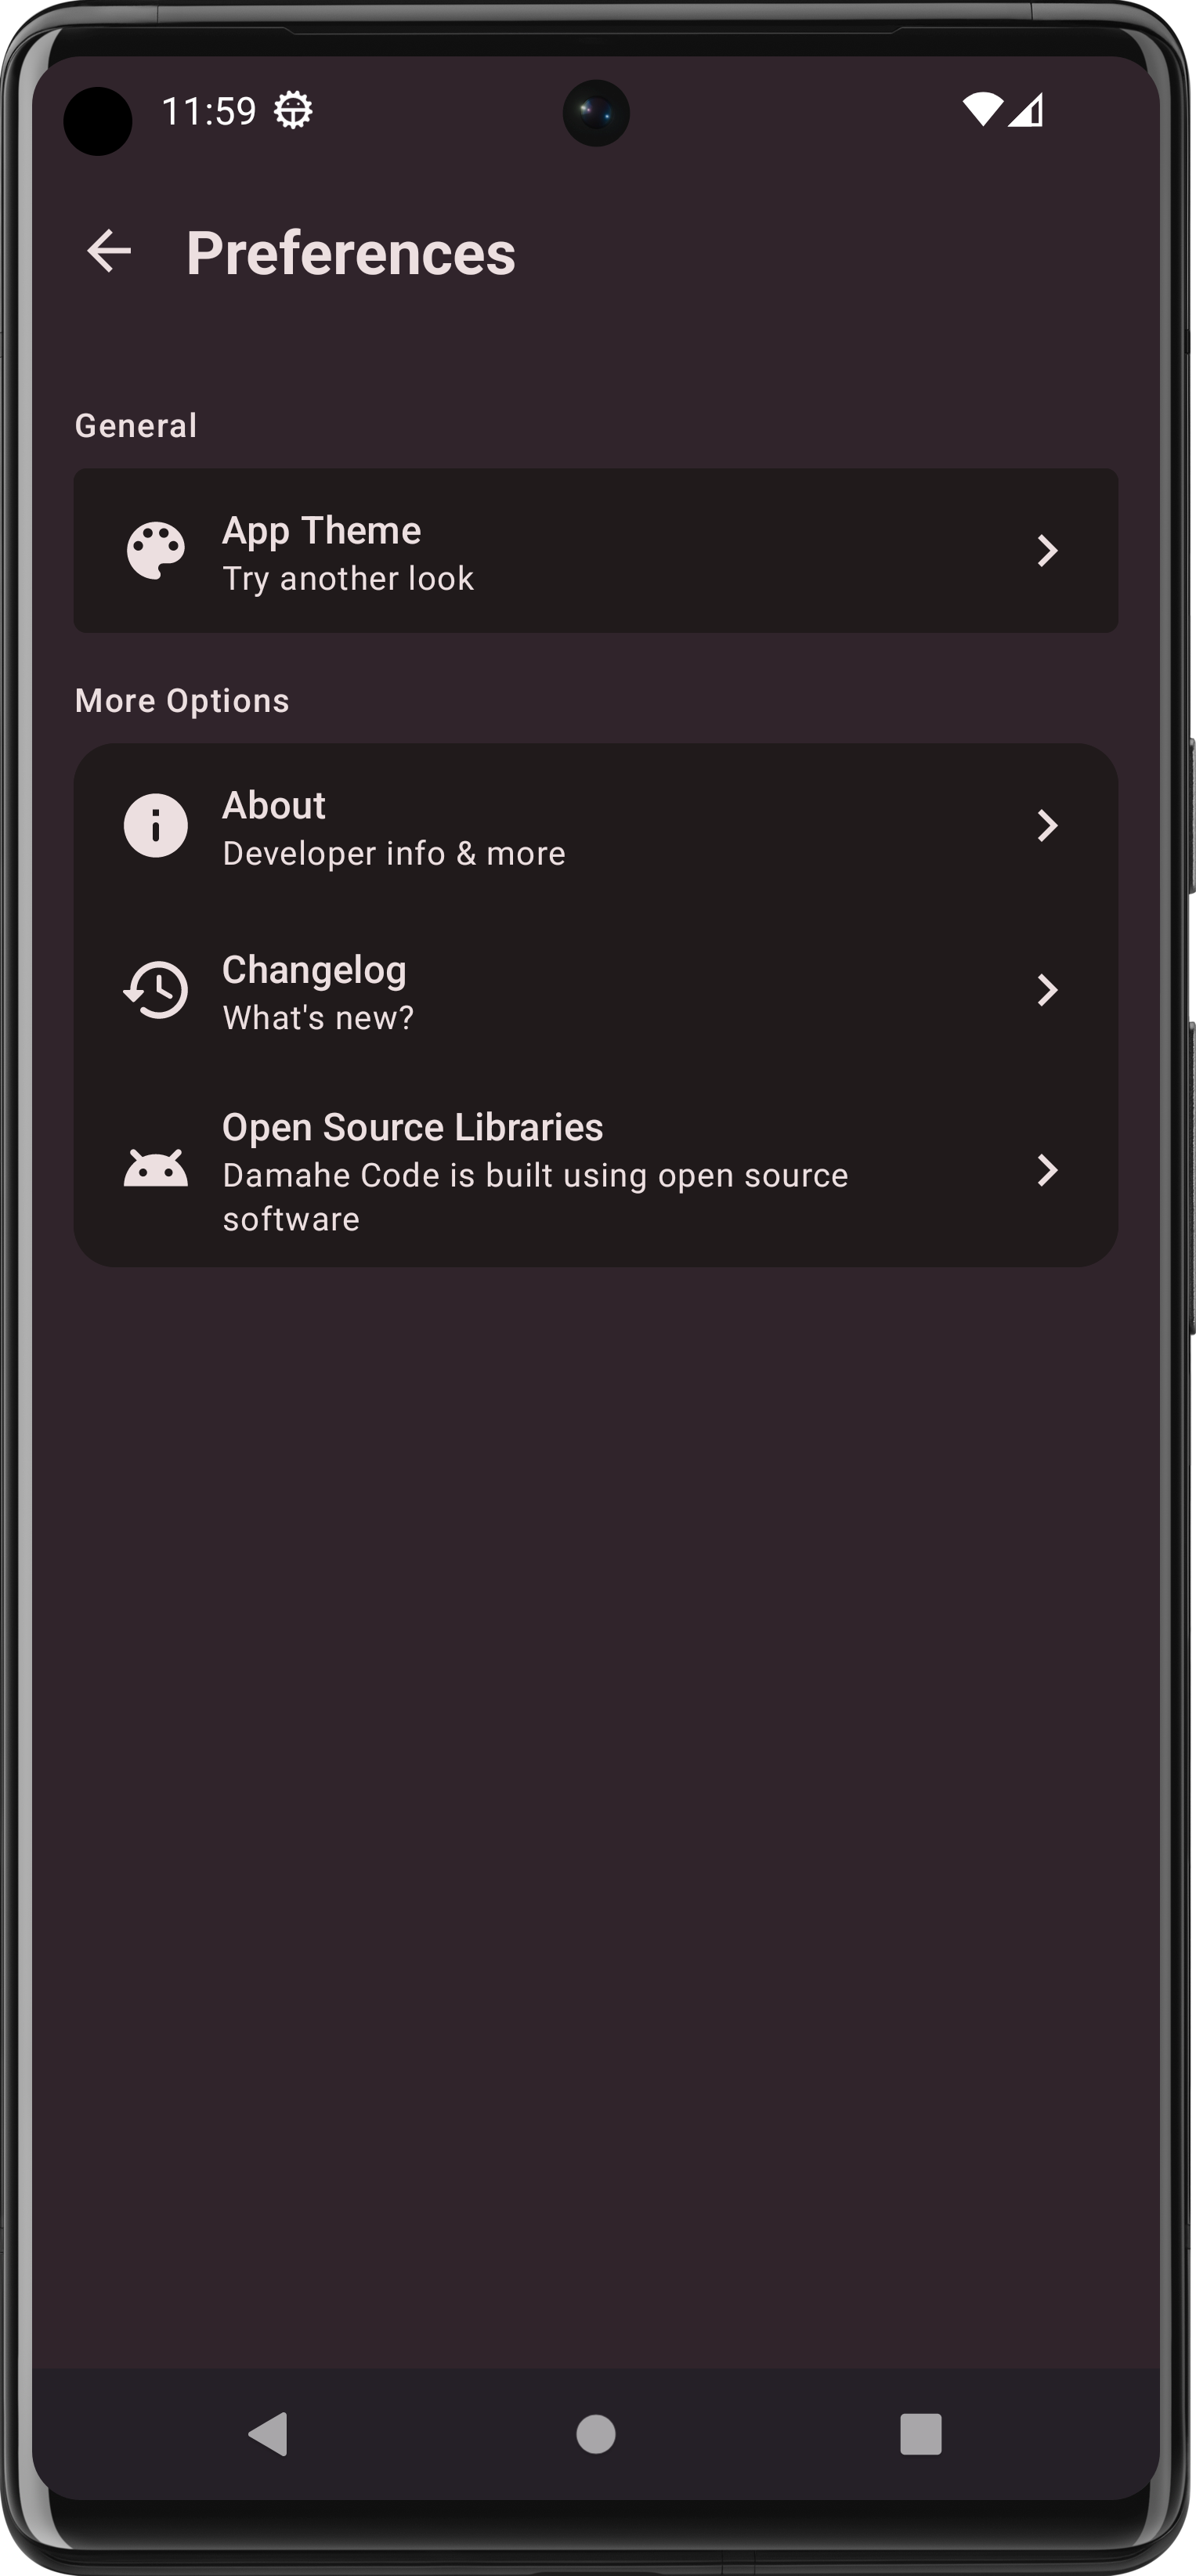 11:59
Preferences
General
App Theme
Try another look
More Options
About
Developer info & more
Changelog
What's new?
Open Source Libraries
Damahe Code is built using open source
software